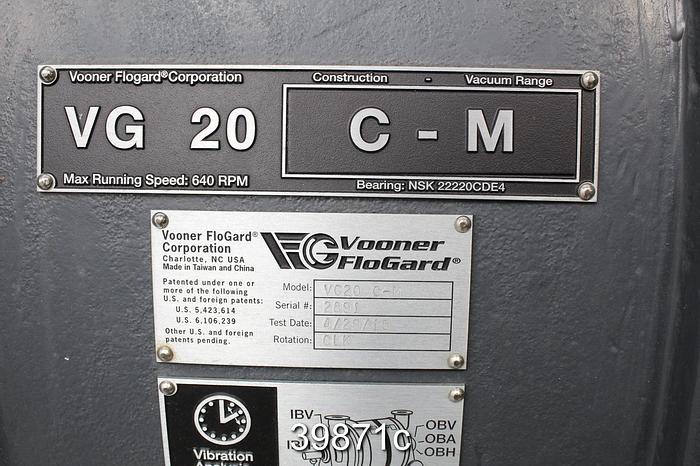 Vooner Flogard® Corporation
Construction - Vacuum Range
VG 20
C - M
Max Running Speed: 640 RPM
Bearing: NSK 22220CDE4
Vooner FloGard®
Corporation
Charlotte, NC USA
Made in Taiwan and China
Vooner
FloGard®
Patented under one or
more of the following
U.S. and foreign patents:
U.S. 5,423,614
U.S. 6,106,239
Other U.S. and foreign
patents pending.
Model: VG20 C-M
Serial #:
Test Date:
Rotation: CLK
Vibration
IBV
OBV
OBA
OBH
39871c